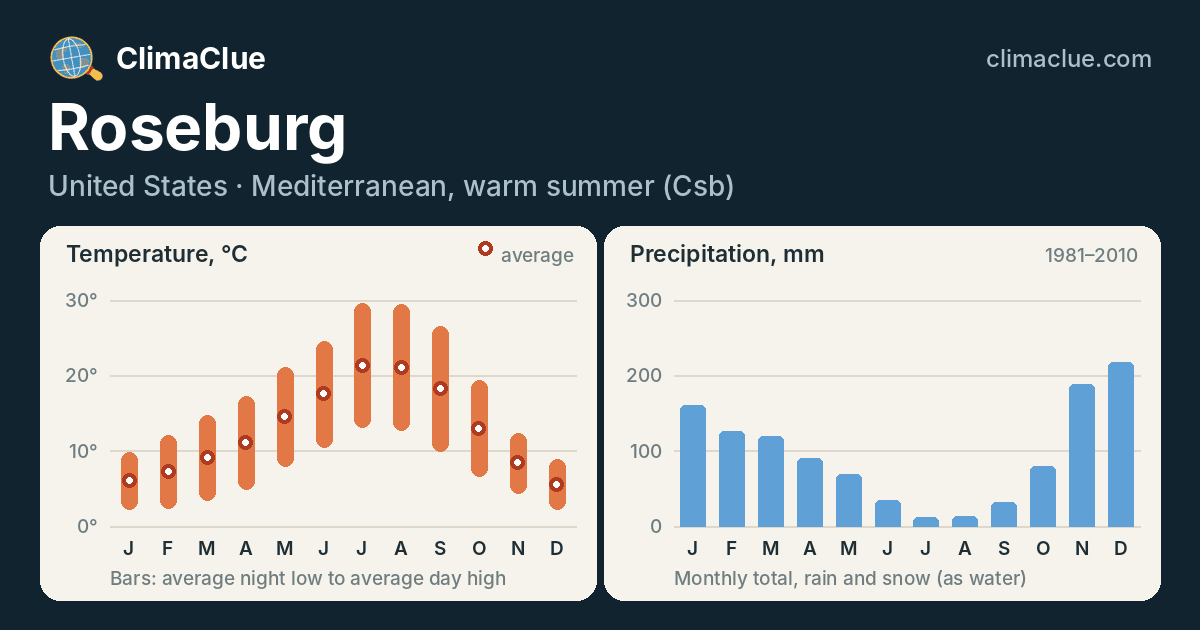 ClimaClue
climaclue.com
Roseburg
United States · Mediterranean, warm summer (Csb)
Temperature, °C
average
30°
20°
10°
0°
J F M A M J J A S O N D
Bars: average night low to average day high
Precipitation, mm
1981–2010
300
200
100
0
J F M A M J J A S O N D
Monthly total, rain and snow (as water)